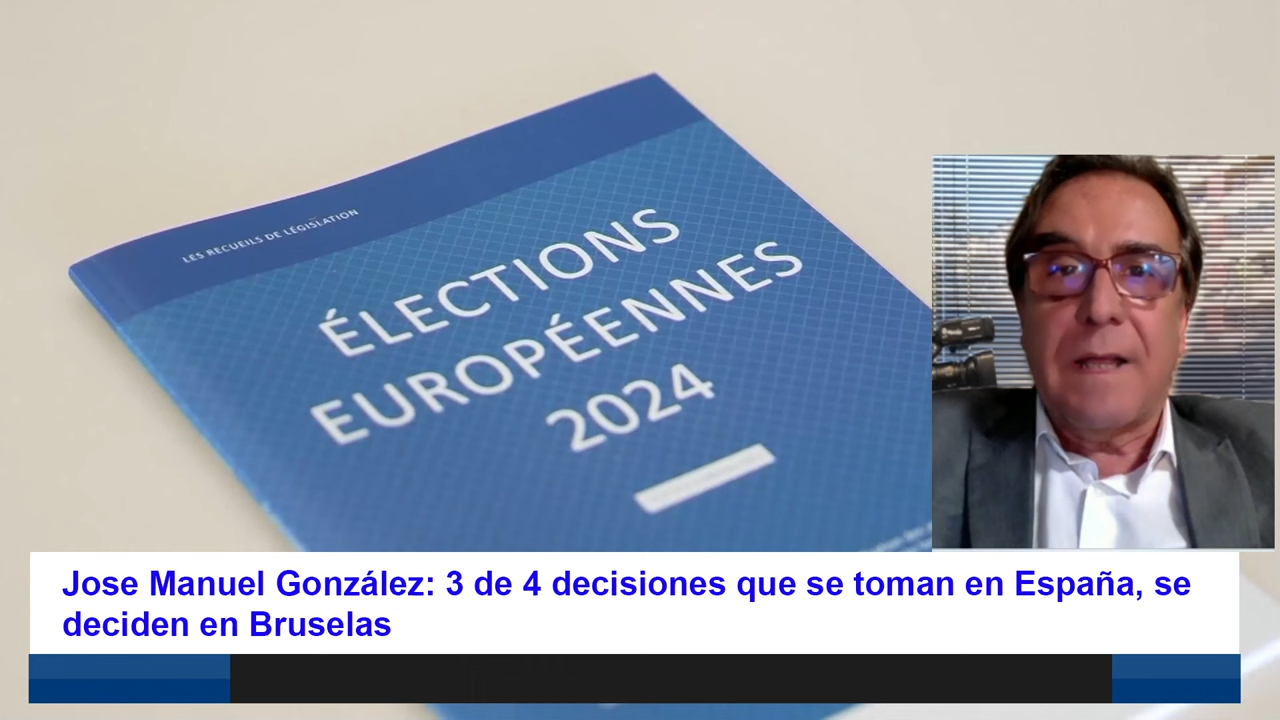 LES RECUEILS DE LÉGISLATION
ÉLECTIONS
EUROPÉENNES
2024
Jose Manuel González: 3 de 4 decisiones que se toman en España, se
deciden en Bruselas